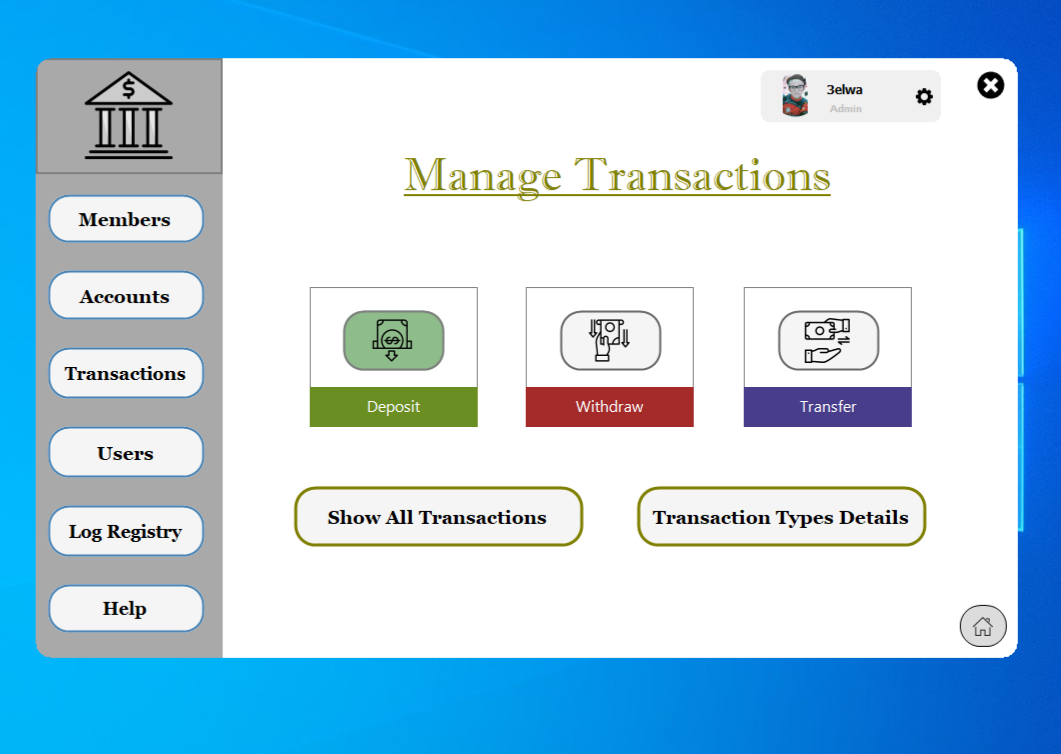 3elwa
Admin
Manage Transactions
Members
Accounts
Transactions
Users
Log Registry
Help
Deposit
Withdraw
Transfer
Show All Transactions
Transaction Types Details